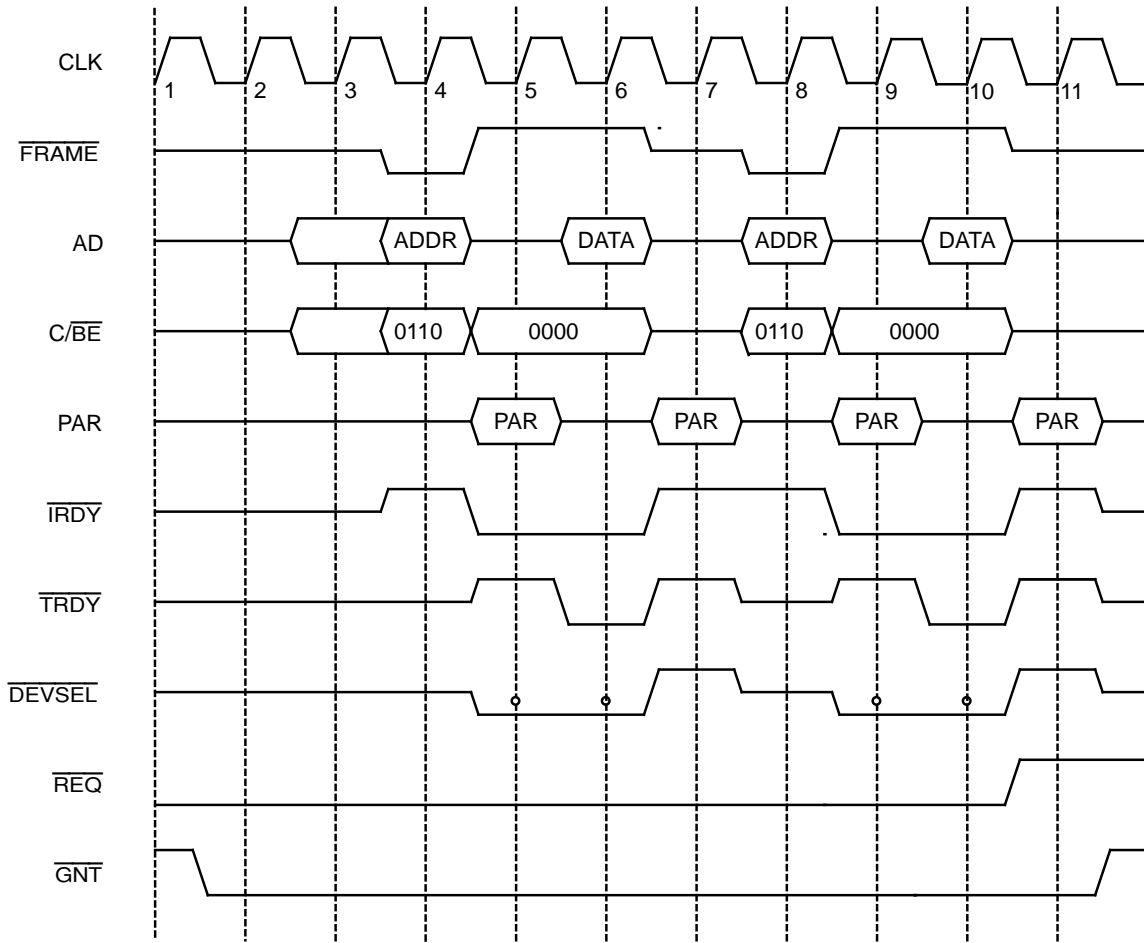 CLK
1 2 3 4 5 6 7 8 9 10 11
FRAME
AD ADDR DATA ADDR DATA
C/BE 0110 0000 0110 0000
PAR PAR PAR PAR PAR
IRDY
TRDY
DEVSEL
REQ
GNT